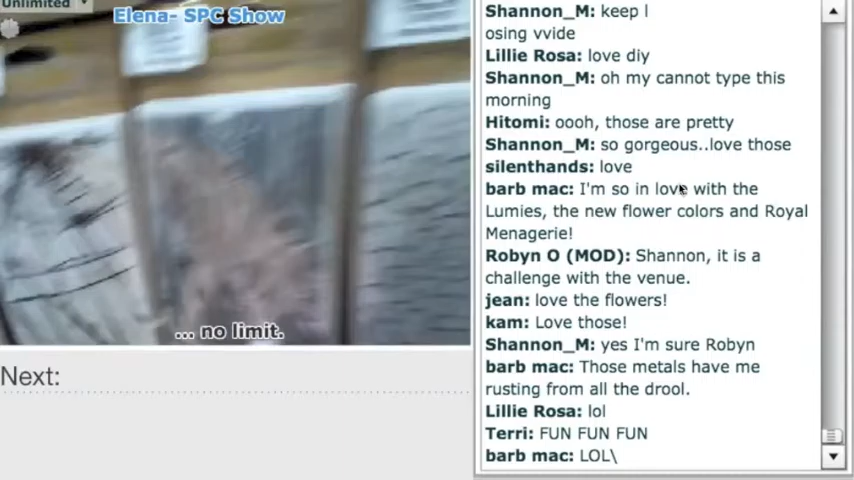 Unlimited
Elena- SPC Show
... no limit.
Next:
Shannon_M: keep l
osing vvide
Lillie Rosa: love diy
Shannon_M: oh my cannot type this
morning
Hitomi: oooh, those are pretty
Shannon_M: so gorgeous..love those
silenthands: love
barb mac: I'm so in love with the
Lumies, the new flower colors and Royal
Menagerie!
Robyn O (MOD): Shannon, it is a
challenge with the venue.
jean: love the flowers!
kam: Love those!
Shannon_M: yes I'm sure Robyn
barb mac: Those metals have me
rusting from all the drool.
Lillie Rosa: lol
Terri: FUN FUN FUN
barb mac: LOL\